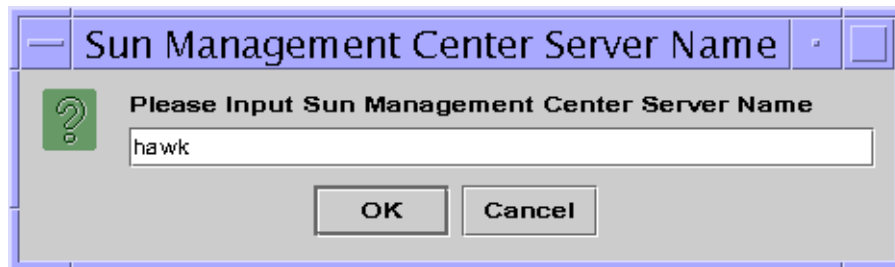 Sun Management Center Server Name
Please Input Sun Management Center Server Name
hawk
OK Cancel